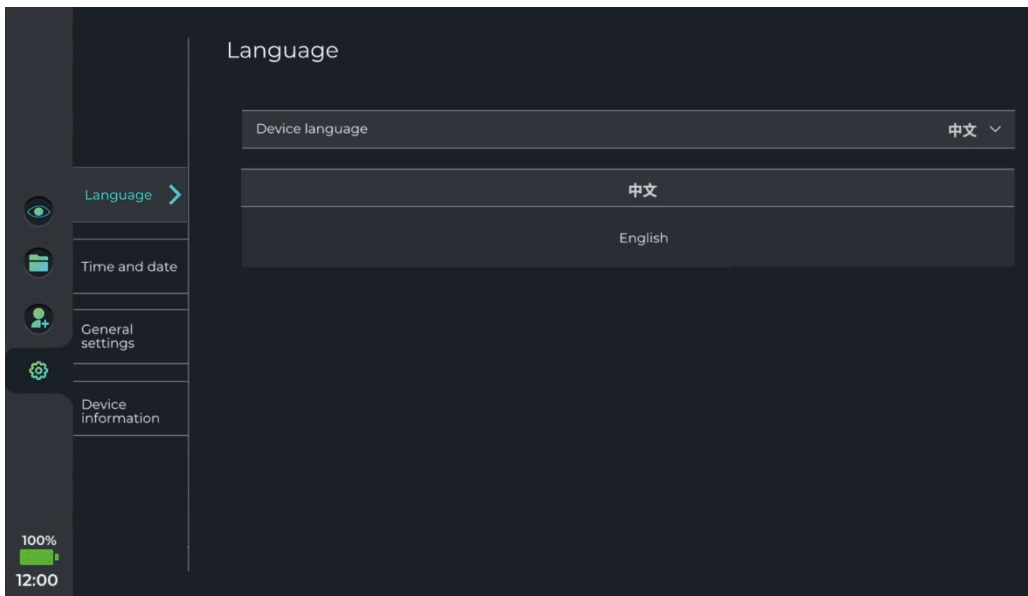 Language
Device language
中文
中文
English
Language
Time and date
General
settings
Device
information
100%
12:00